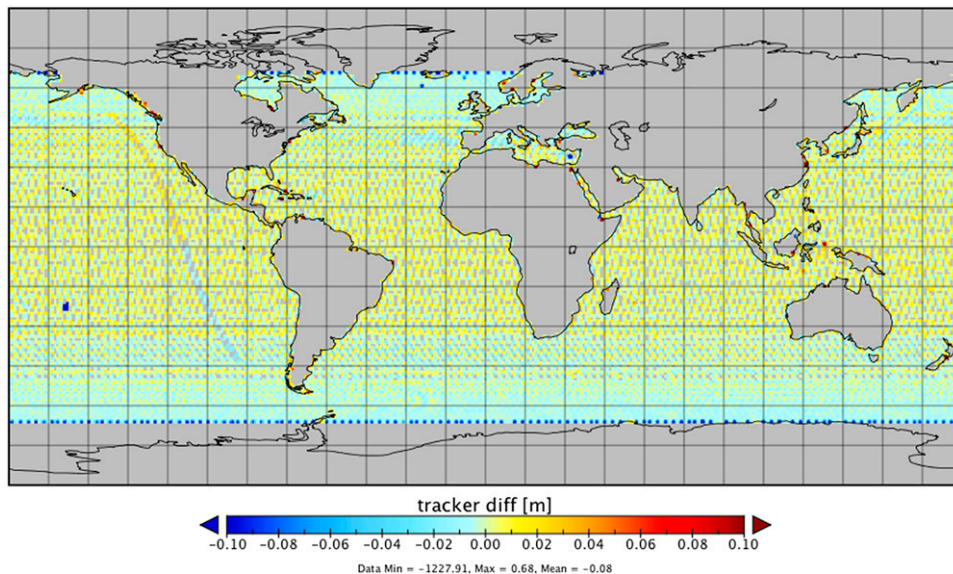 tracker diff [m]
-0.10 -0.08 -0.06 -0.04 -0.02 0.00 0.02 0.04 0.06 0.08 0.10
Data Min = -1227.91, Max = 0.68, Mean = -0.08